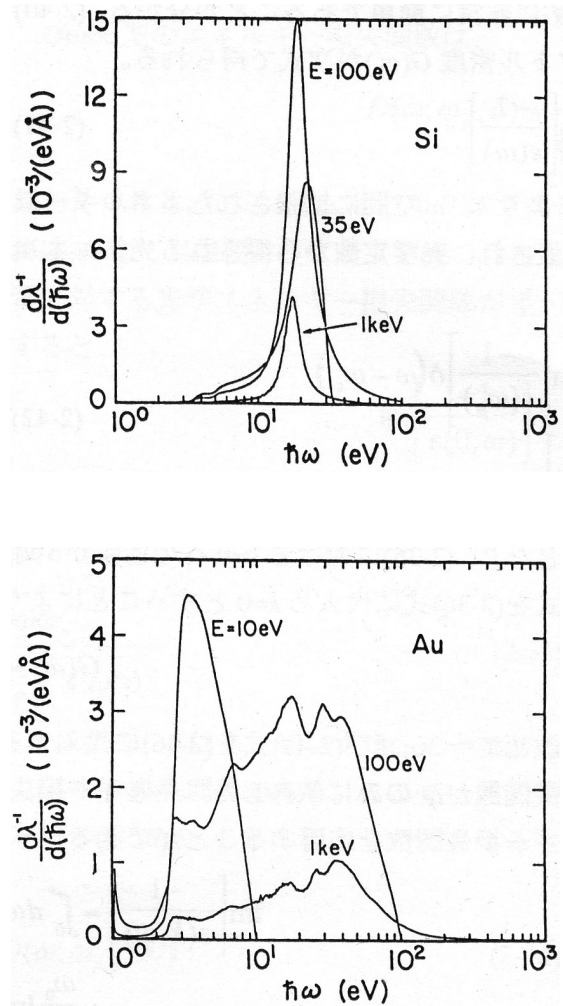 15
12
9
6
3
0
dλ⁻¹/d(ħω) (10⁻³/(eVÅ))
E=100eV
Si
35eV
1keV
10⁰ 10¹ 10² 10³
ħω (eV)
5
4
3
2
1
0
dλ⁻¹/d(ħω) (10⁻³/(eVÅ))
E=10eV
Au
100eV
1keV
10⁰ 10¹ 10² 10³
ħω (eV)